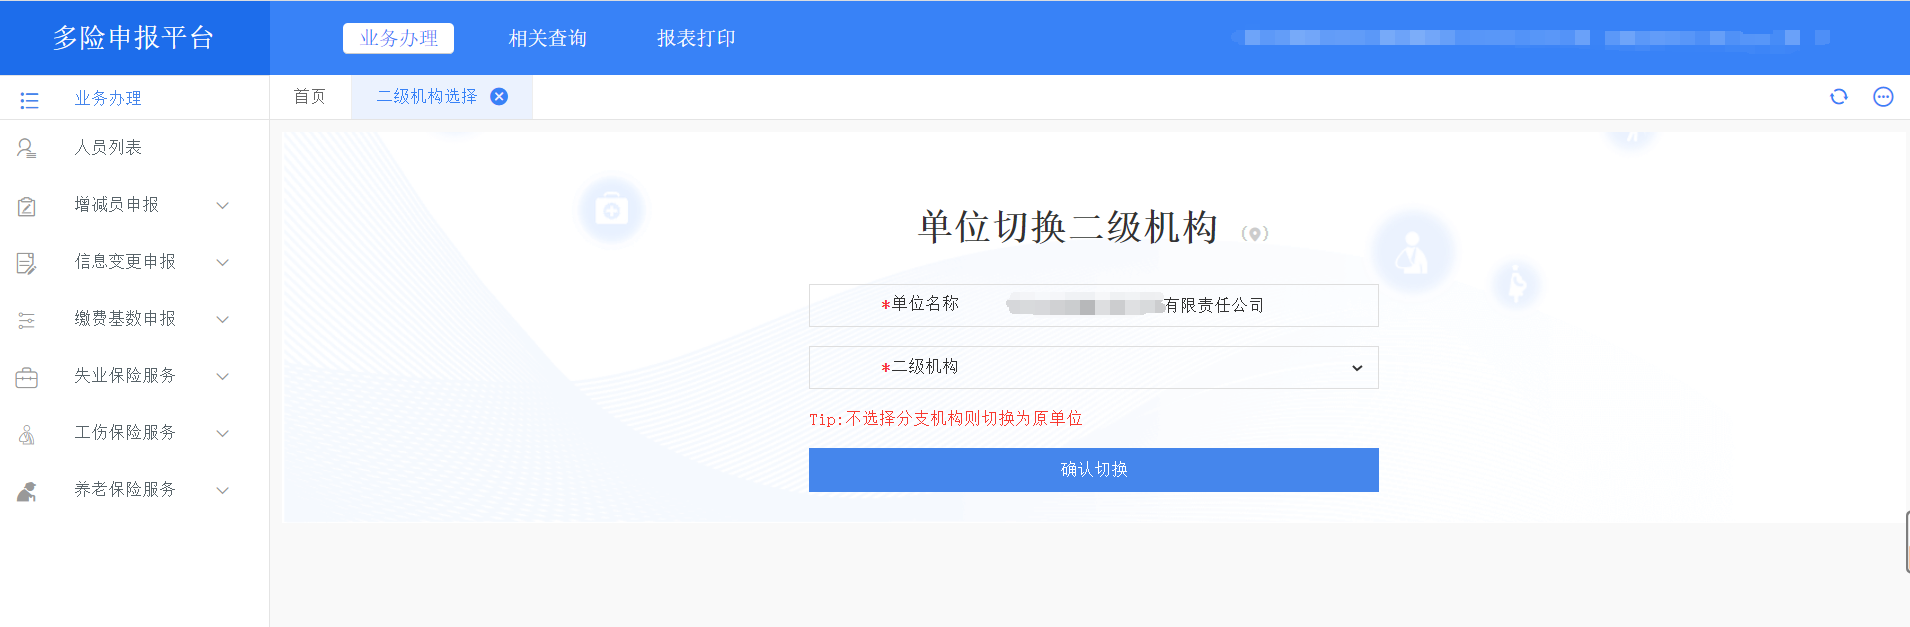 多险申报平台
业务办理
相关查询
报表打印
业务办理
首页
二级机构选择
人员列表
增减员申报
信息变更申报
缴费基数申报
失业保险服务
工伤保险服务
养老保险服务
单位切换二级机构
*单位名称
有限责任公司
*二级机构
Tip:不选择分支机构则切换为原单位
确认切换